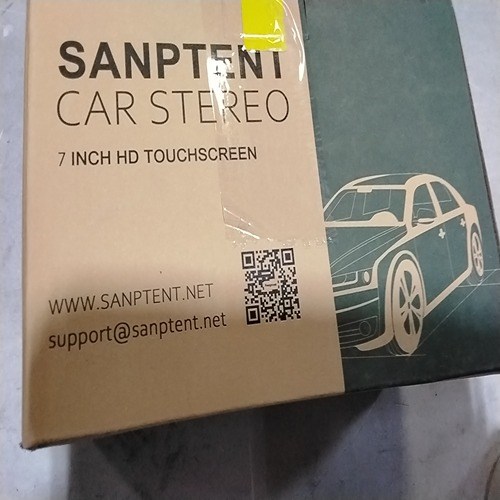 SANPTENT
CAR STEREO
7 INCH HD TOUCHSCREEN
WWW.SANPTENT.NET
support@sanptent.net